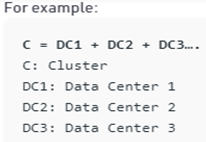 For example:
C = DC1 + DC2 + DC3….
C: Cluster
DC1: Data Center 1
DC2: Data Center 2
DC3: Data Center 3